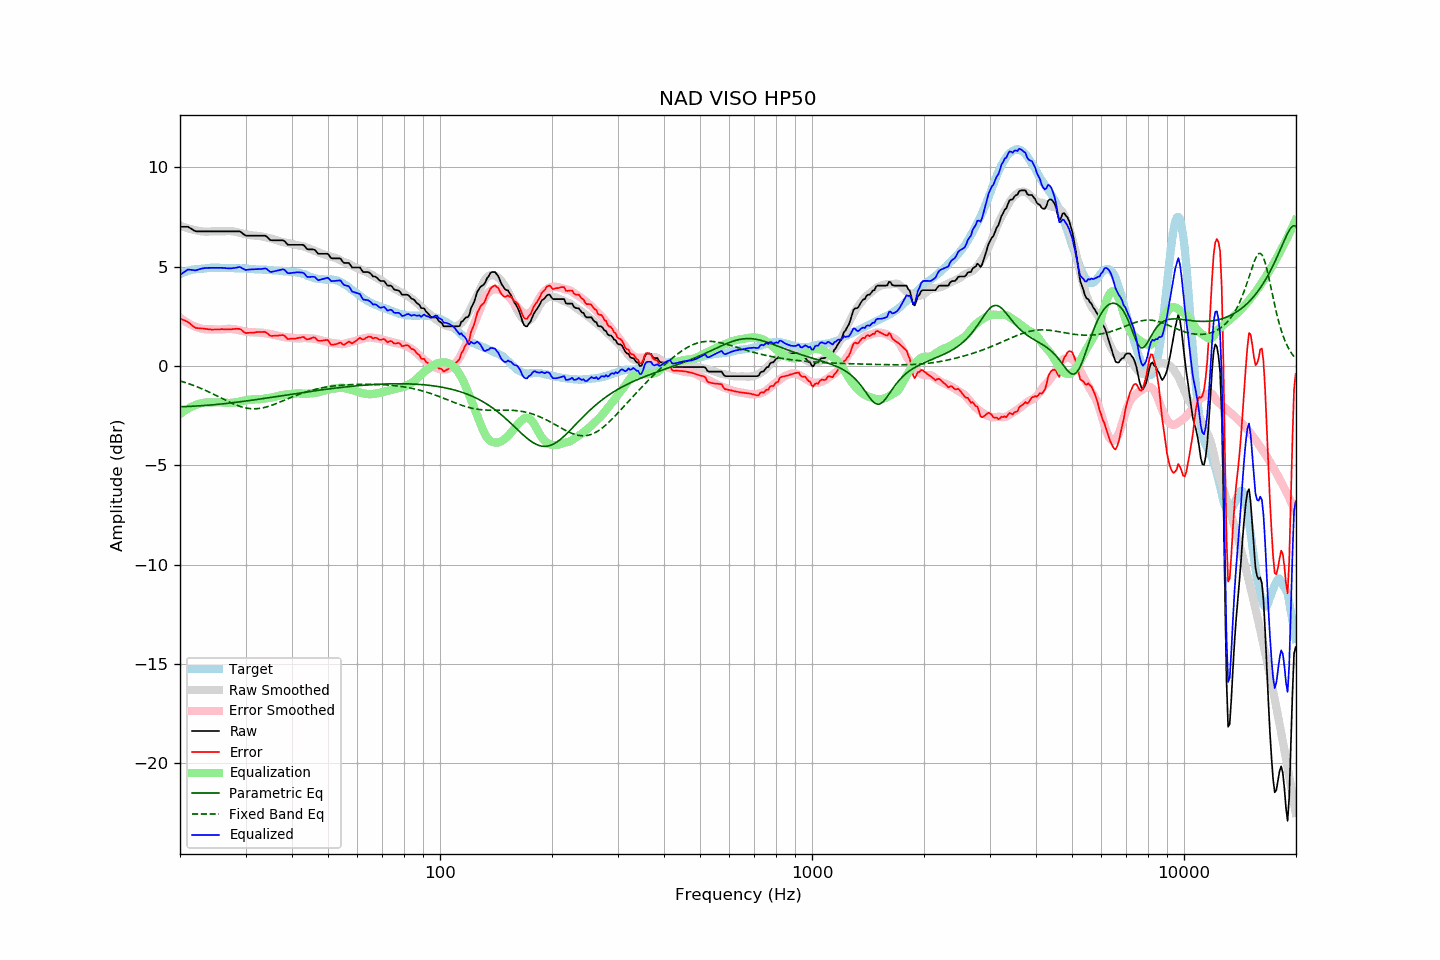 NAD VISO HP50
10
5
0
−5
−10
−15
−20
Amplitude (dBr)
Target
Raw Smoothed
Error Smoothed
Raw
Error
Equalization
Parametric Eq
Fixed Band Eq
Equalized
100
1000
10000
Frequency (Hz)